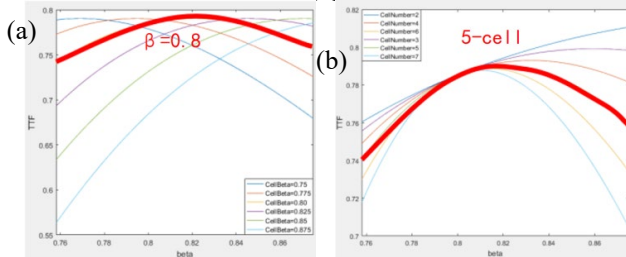 (a)
0.8
0.75
0.7
0.65
0.6
0.55
TTF
β=0.8
CellBeta=0.75
CellBeta=0.775
CellBeta=0.80
CellBeta=0.825
CellBeta=0.85
CellBeta=0.875
0.76 0.78 0.8 0.82 0.84 0.86
beta
(b)
0.82
0.8
0.78
0.76
0.74
0.72
0.7
TTF
CellNumber=2
CellNumber=4
CellNumber=6
CellNumber=3
CellNumber=5
CellNumber=7
5-cell
0.76 0.78 0.8 0.82 0.84 0.86
beta